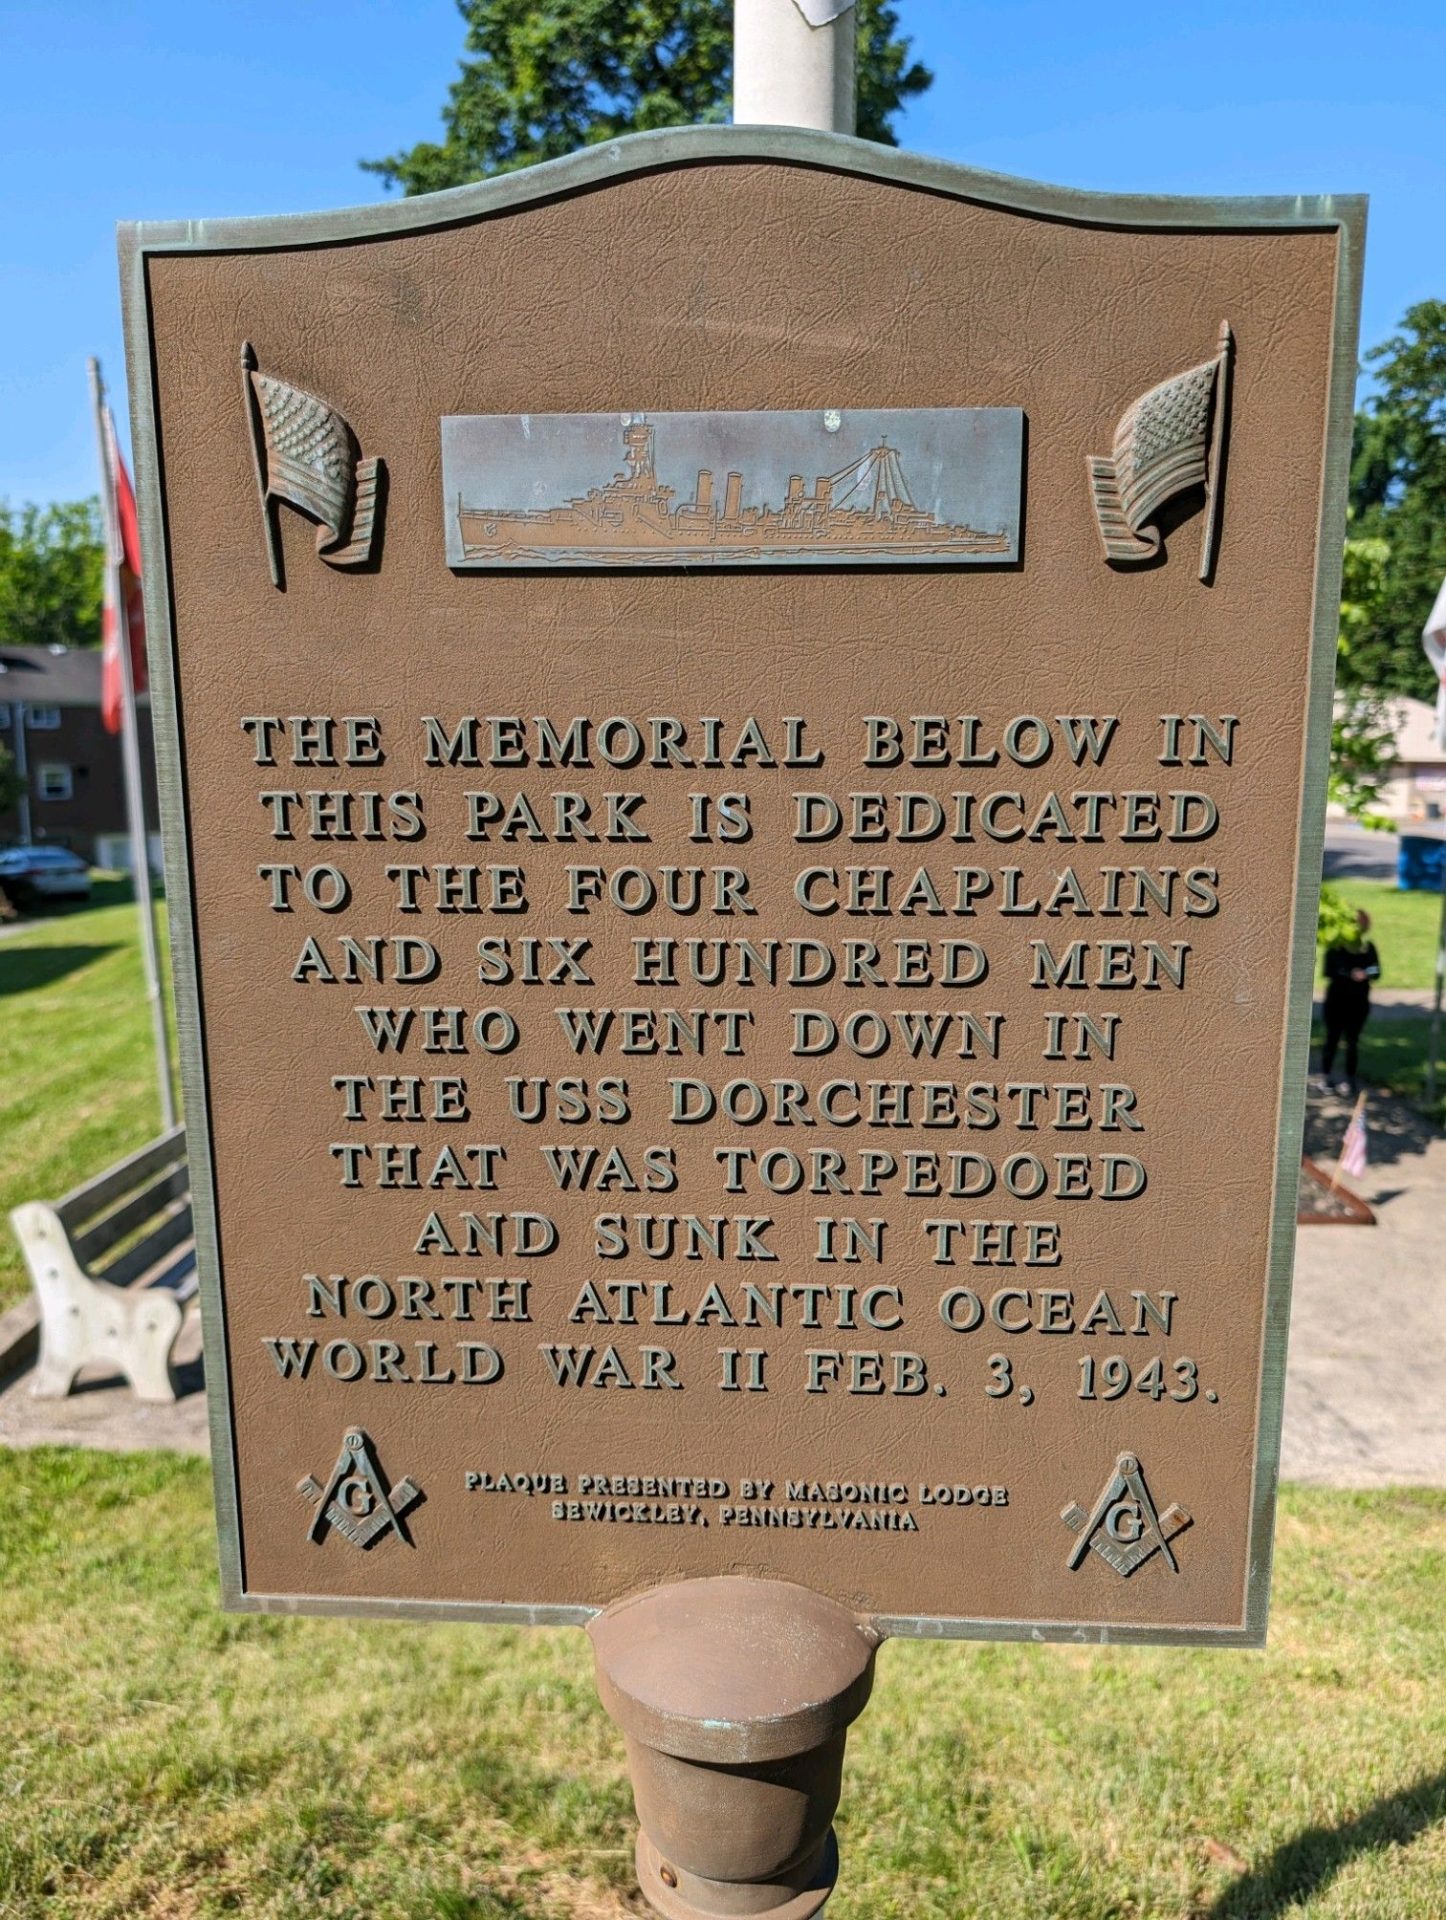 THE MEMORIAL BELOW IN
THIS PARK IS DEDICATED
TO THE FOUR CHAPLAINS
AND SIX HUNDRED MEN
WHO WENT DOWN IN
THE USS DORCHESTER
THAT WAS TORPEDOED
AND SUNK IN THE
NORTH ATLANTIC OCEAN
WORLD WAR II FEB. 3, 1943.
G
PLAQUE PRESENTED BY MASONIC LODGE
SEWICKLEY, PENNSYLVANIA
G